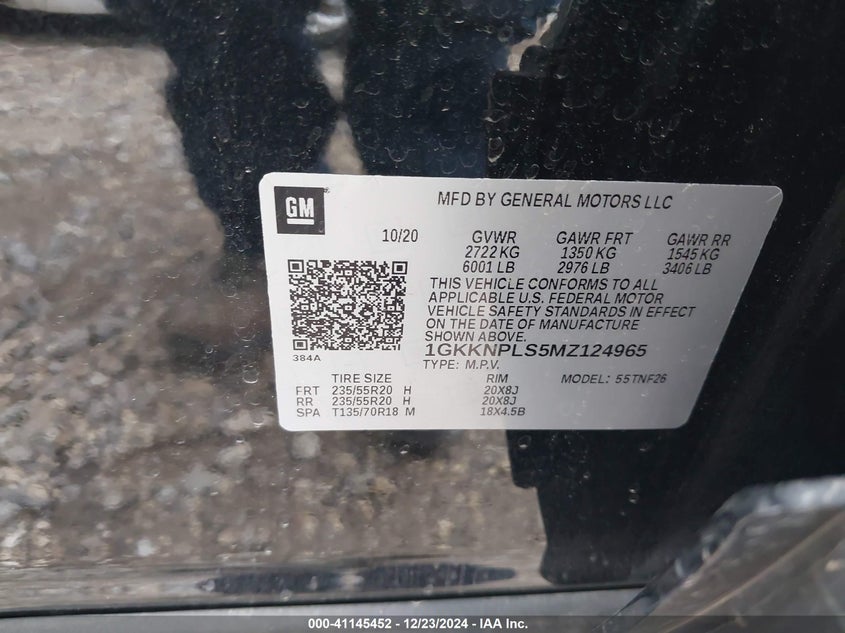 GM
MFD BY GENERAL MOTORS LLC
10/20 GVWR GAWR FRT GAWR RR
2722 KG 1350 KG 1545 KG
6001 LB 2976 LB 3406 LB
THIS VEHICLE CONFORMS TO ALL
APPLICABLE U.S. FEDERAL MOTOR
VEHICLE SAFETY STANDARDS IN EFFECT
ON THE DATE OF MANUFACTURE
SHOWN ABOVE.
384A
1GKKNPLS5MZ124965
TYPE: M.P.V.
TIRE SIZE RIM MODEL: 55TNF26
FRT 235/55R20 H 20X8J
RR 235/55R20 H 20X8J
SPA T135/70R18 M 18X4.5B
000-41145452 - 12/23/2024 - IAA Inc.